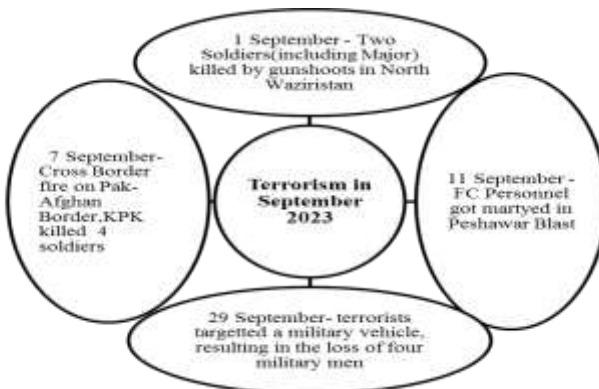 1 September - Two
Soldiers(including Major)
killed by gunshoots in North
Waziristan
7 September-
Cross Border
fire on Pak-
Afghan
Border,KPK
killed 4
soldiers
Terrorism in
September
2023
11 September -
FC Personnel
got martyed in
Peshawar Blast
29 September- terrorists
targetted a military vehicle,
resulting in the loss of four
military men